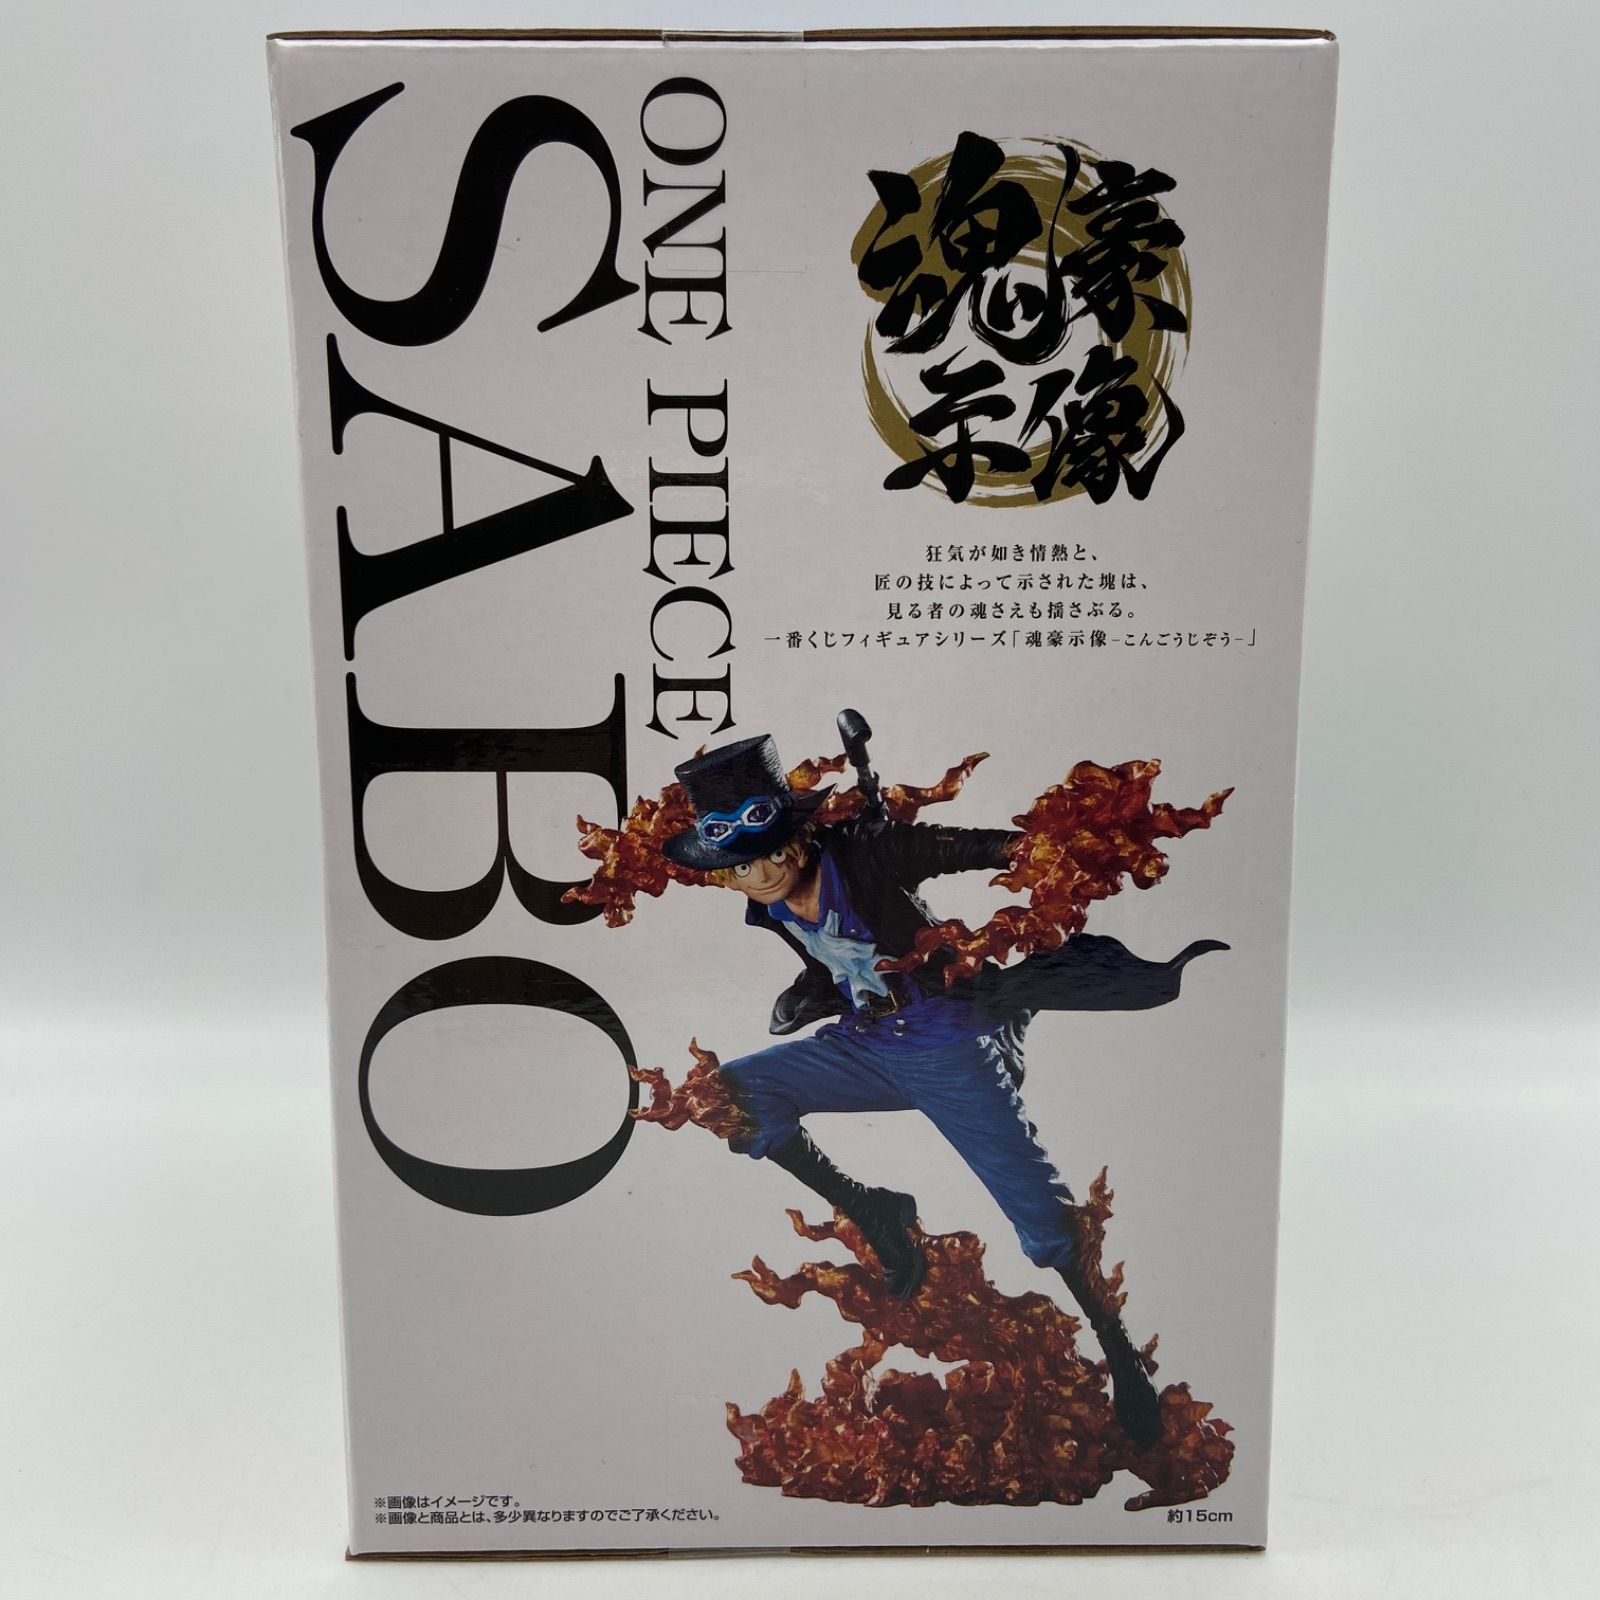 ONE PIECE
SABO
魂豪
示像
狂気が如き情熱と、
匠の技によって示された塊は、
見る者の魂さえも揺さぶる。
一番くじフィギュアシリーズ「魂豪示像-こんごうじぞう-」
※画像はイメージです。
※画像と商品とは、多少異なりますのでご了承ください。
約15cm